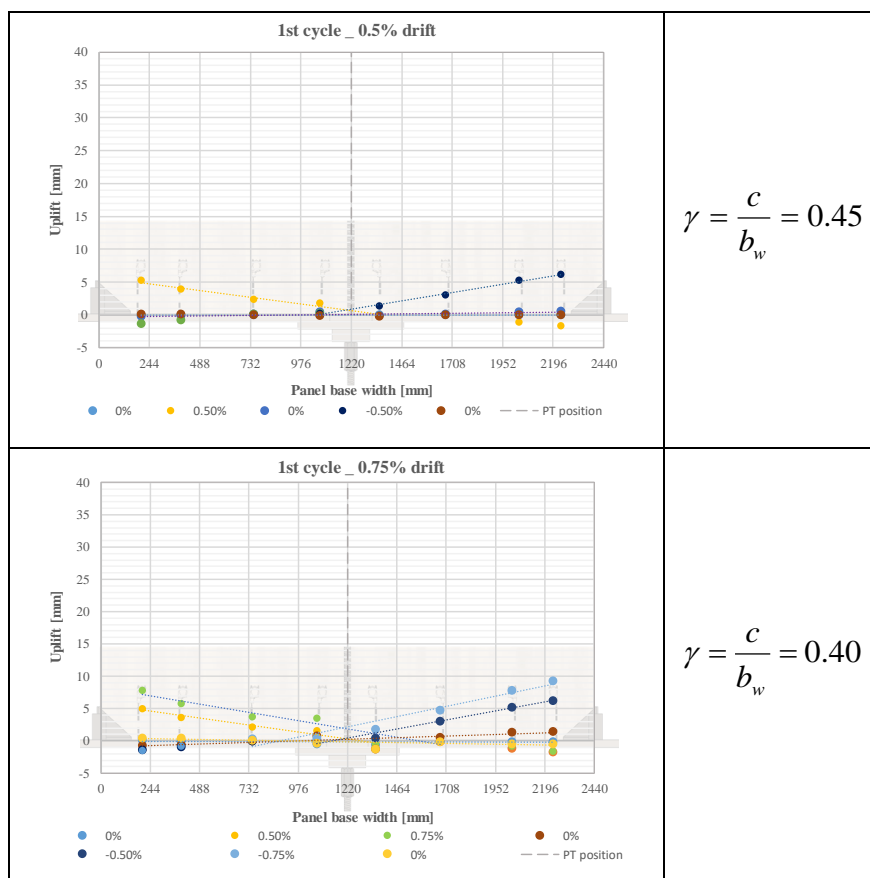 1st cycle _ 0.5% drift
40
35
30
25
20
15
10
5
0
-5
Uplift [mm]
0 244 488 732 976 1220 1464 1708 1952 2196 2440
Panel base width [mm]
0% 0.50% 0% -0.50% 0% PT position
γ = c / b_w = 0.45
1st cycle _ 0.75% drift
40
35
30
25
20
15
10
5
0
-5
Uplift [mm]
0 244 488 732 976 1220 1464 1708 1952 2196 2440
Panel base width [mm]
0% 0.50% 0.75% 0%
-0.50% -0.75% 0% PT position
γ = c / b_w = 0.40